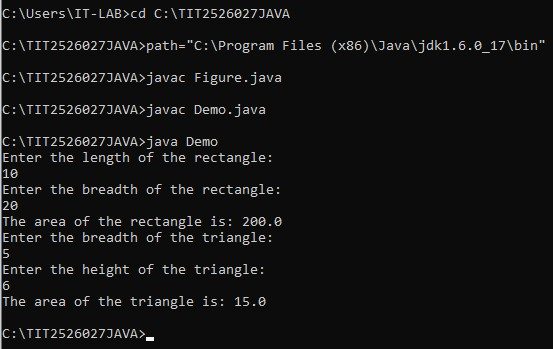 C:\Users\IT-LAB>cd C:\TIT2526027JAVA
C:\TIT2526027JAVA>path="C:\Program Files (x86)\Java\jdk1.6.0_17\bin"
C:\TIT2526027JAVA>javac Figure.java
C:\TIT2526027JAVA>javac Demo.java
C:\TIT2526027JAVA>java Demo
Enter the length of the rectangle:
10
Enter the breadth of the rectangle:
20
The area of the rectangle is: 200.0
Enter the breadth of the triangle:
5
Enter the height of the triangle:
6
The area of the triangle is: 15.0
C:\TIT2526027JAVA>